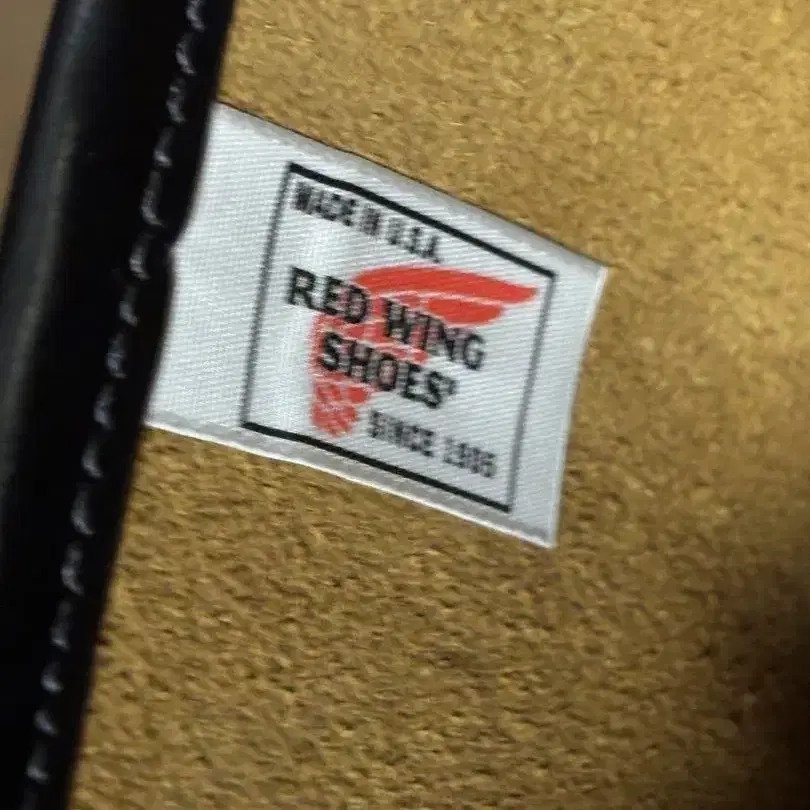 MADE IN U.S.A.
RED WING
SHOES®
SINCE 1905